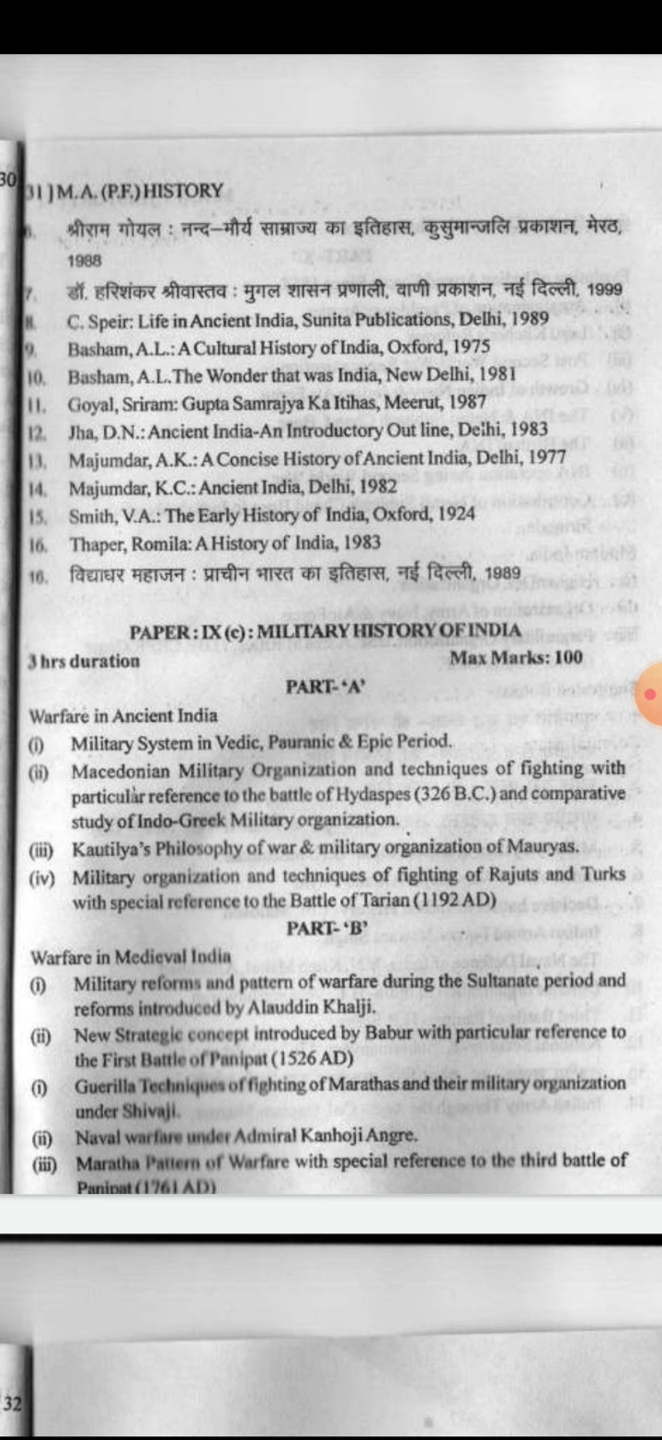 30
31 ] M.A. (P.F.) HISTORY
6. श्रीराम गोयल : नन्द-मौर्य साम्राज्य का इतिहास, कुसुमान्जलि प्रकाशन, मेरठ,
1988
7. डॉ. हरिशंकर श्रीवास्तव : मुगल शासन प्रणाली, वाणी प्रकाशन, नई दिल्ली, 1999
8. C. Speir: Life in Ancient India, Sunita Publications, Delhi, 1989
9. Basham, A.L.: A Cultural History of India, Oxford, 1975
10. Basham, A.L.The Wonder that was India, New Delhi, 1981
11. Goyal, Sriram: Gupta Samrajya Ka Itihas, Meerut, 1987
12. Jha, D.N.: Ancient India-An Introductory Out line, Delhi, 1983
13. Majumdar, A.K.: A Concise History of Ancient India, Delhi, 1977
14. Majumdar, K.C.: Ancient India, Delhi, 1982
15. Smith, V.A.: The Early History of India, Oxford, 1924
16. Thaper, Romila: A History of India, 1983
16. विद्याधर महाजन : प्राचीन भारत का इतिहास, नई दिल्ली, 1989
PAPER : IX (c) : MILITARY HISTORY OF INDIA
3 hrs duration Max Marks: 100
PART- ‘A’
Warfare in Ancient India
(i) Military System in Vedic, Pauranic & Epic Period.
(ii) Macedonian Military Organization and techniques of fighting with
particular reference to the battle of Hydaspes (326 B.C.) and comparative
study of Indo-Greek Military organization.
(iii) Kautilya's Philosophy of war & military organization of Mauryas.
(iv) Military organization and techniques of fighting of Rajuts and Turks
with special reference to the Battle of Tarian (1192 AD)
PART- ‘B’
Warfare in Medieval India
(i) Military reforms and pattern of warfare during the Sultanate period and
reforms introduced by Alauddin Khalji.
(ii) New Strategic concept introduced by Babur with particular reference to
the First Battle of Panipat (1526 AD)
(i) Guerilla Techniques of fighting of Marathas and their military organization
under Shivaji.
(ii) Naval warfare under Admiral Kanhoji Angre.
(iii) Maratha Pattern of Warfare with special reference to the third battle of
Panipat (1761 AD)
32